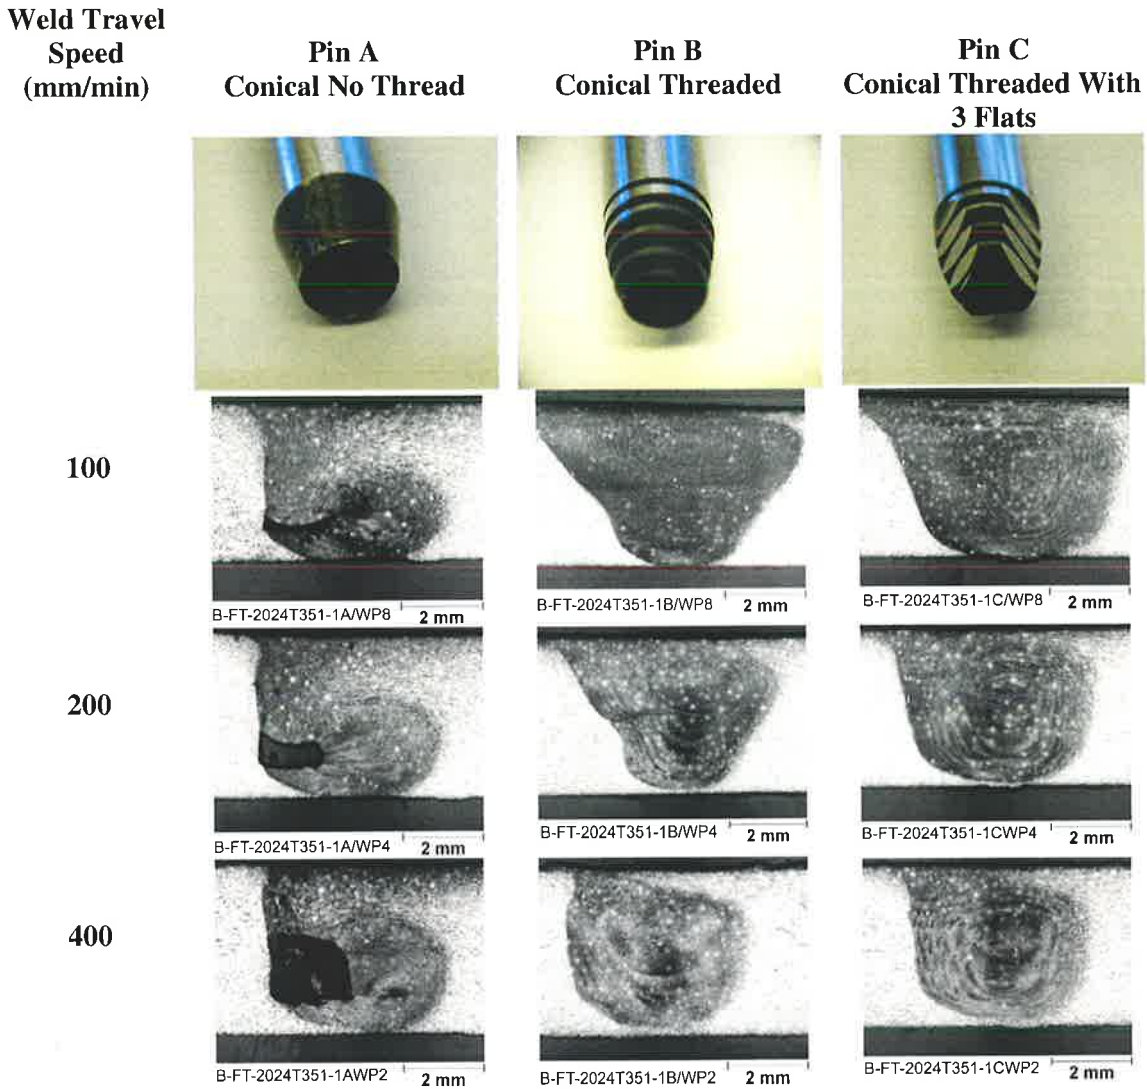 Weld Travel
Speed
(mm/min)
Pin A
Conical No Thread
Pin B
Conical Threaded
Pin C
Conical Threaded With
3 Flats
100
B-FT-2024T351-1A/WP8
2 mm
B-FT-2024T351-1B/WP8
2 mm
B-FT-2024T351-1C/WP8
2 mm
200
B-FT-2024T351-1A/WP4
2 mm
B-FT-2024T351-1B/WP4
2 mm
B-FT-2024T351-1CWP4
2 mm
400
B-FT-2024T351-1AWP2
2 mm
B-FT-2024T351-1B/WP2
2 mm
B-FT-2024T351-1CWP2
2 mm